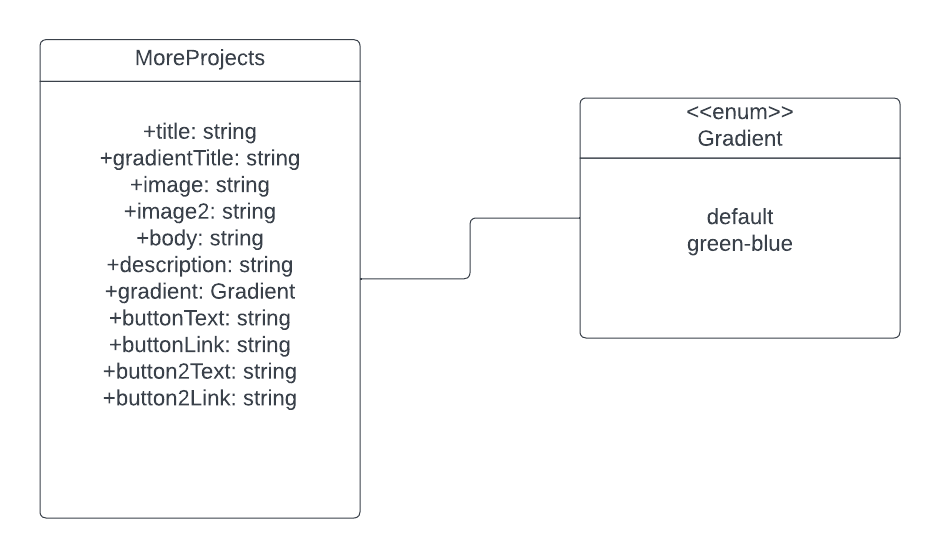 MoreProjects
+title: string
+gradientTitle: string
+image: string
+image2: string
+body: string
+description: string
+gradient: Gradient
+buttonText: string
+buttonLink: string
+button2Text: string
+button2Link: string
<<enum>>
Gradient
default
green-blue